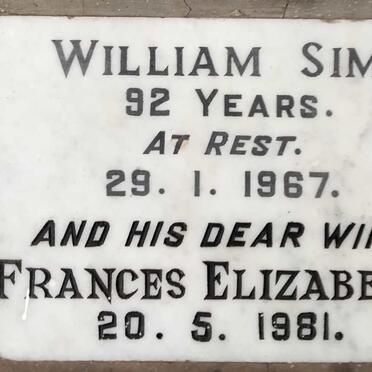 WILLIAM SIM
92 YEARS.
AT REST.
29. 1. 1967.
AND HIS DEAR WI
FRANCES ELIZABE
20. 5. 1981.